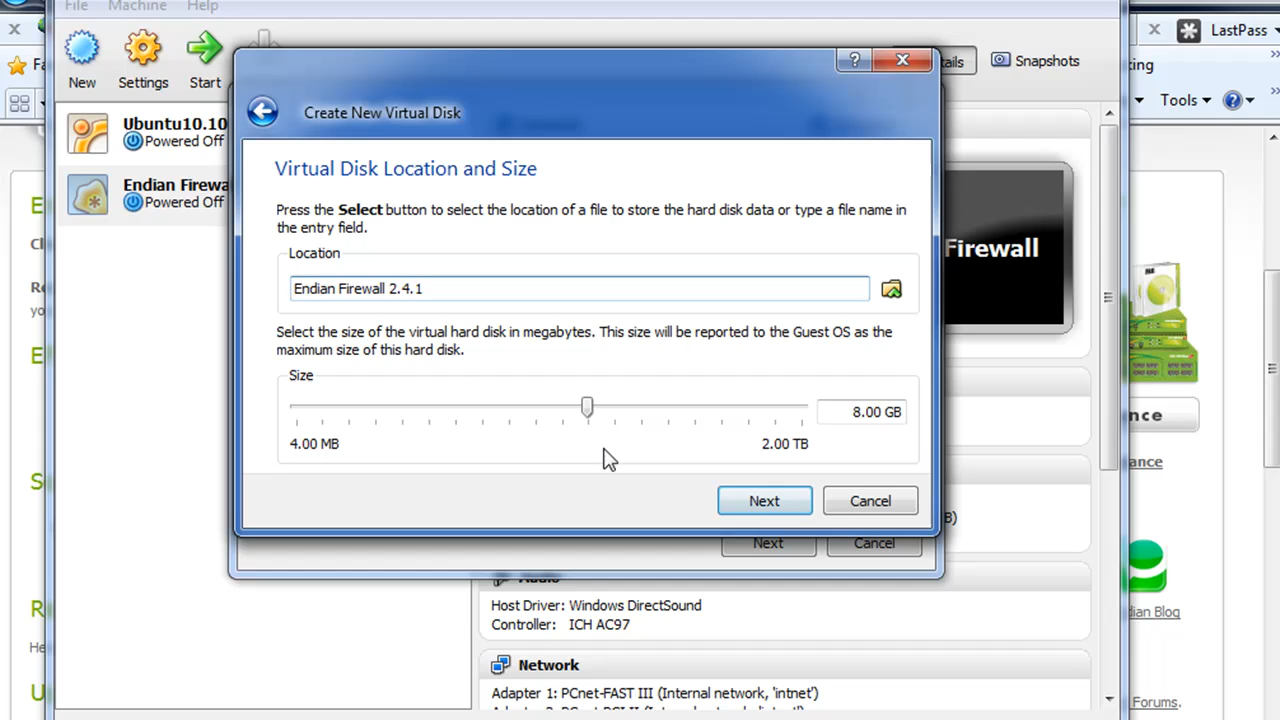 File Machine Help
New Settings Start
Snapshots
LastPass
Tools
Ubuntu10.10
Powered Off
Powered Off
Create New Virtual Disk
Virtual Disk Location and Size
Press the Select button to select the location of a file to store the hard disk data or type a file name in
the entry field.
Location
Endian Firewall 2.4.1
Select the size of the virtual hard disk in megabytes. This size will be reported to the Guest OS as the
maximum size of this hard disk.
Size
8.00 GB
4.00 MB 2.00 TB
Next Cancel
Next Cancel
Firewall
Audio
Host Driver: Windows DirectSound
Controller: ICH AC97
Network
Adapter 1: PCnet-FAST III (Internal network, 'intnet')
Blog
Forums.